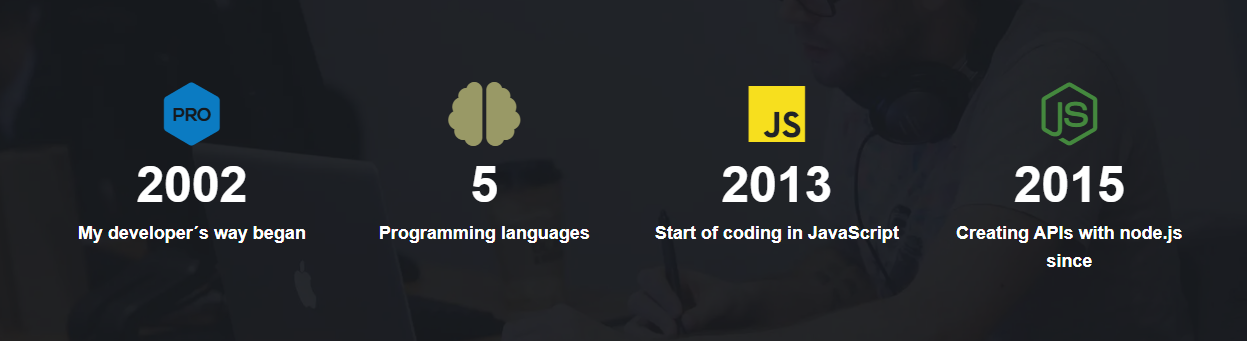 PRO
JS
JS
2002
5
2013
2015
My developer´s way began
Programming languages
Start of coding in JavaScript
Creating APIs with node.js
since